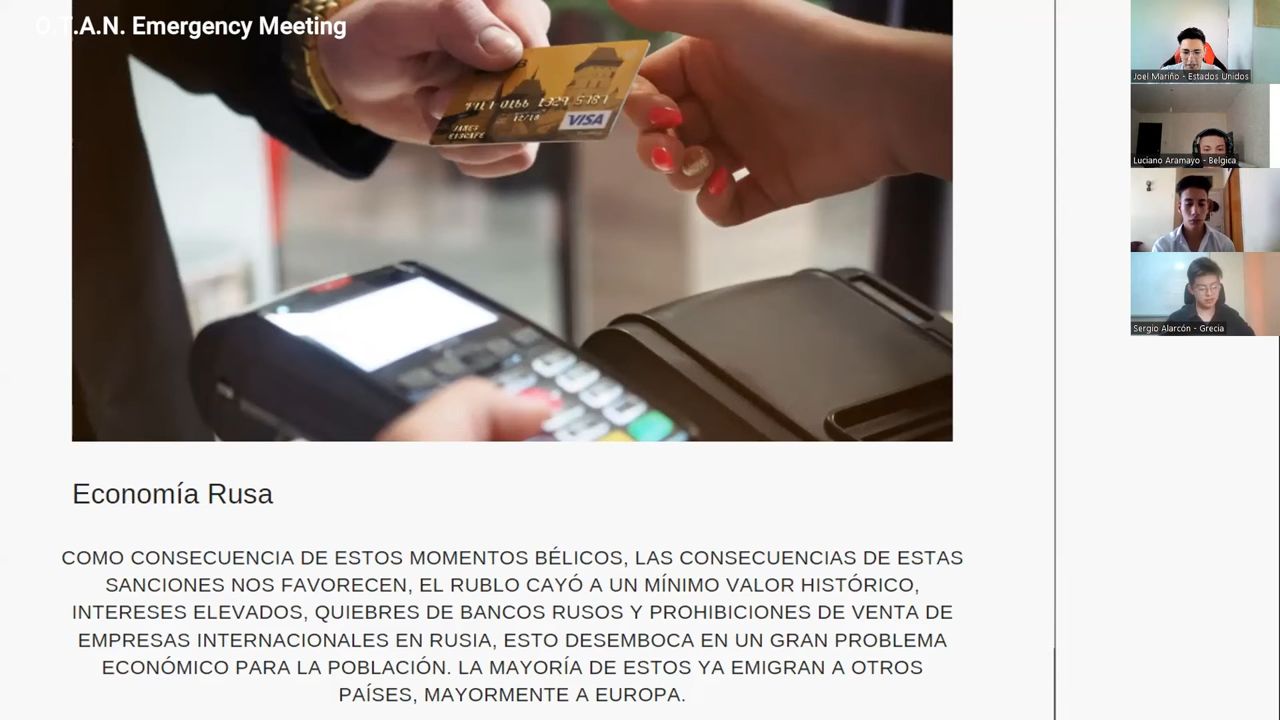 O.T.A.N. Emergency Meeting
VISA
Joel Mariño - Estados Unidos
Luciano Aramayo - Belgica
Sergio Alarcón - Grecia
Economía Rusa
COMO CONSECUENCIA DE ESTOS MOMENTOS BÉLICOS, LAS CONSECUENCIAS DE ESTAS
SANCIONES NOS FAVORECEN, EL RUBLO CAYÓ A UN MÍNIMO VALOR HISTÓRICO,
INTERESES ELEVADOS, QUIEBRES DE BANCOS RUSOS Y PROHIBICIONES DE VENTA DE
EMPRESAS INTERNACIONALES EN RUSIA, ESTO DESEMBOCA EN UN GRAN PROBLEMA
ECONÓMICO PARA LA POBLACIÓN. LA MAYORÍA DE ESTOS YA EMIGRAN A OTROS
PAÍSES, MAYORMENTE A EUROPA.